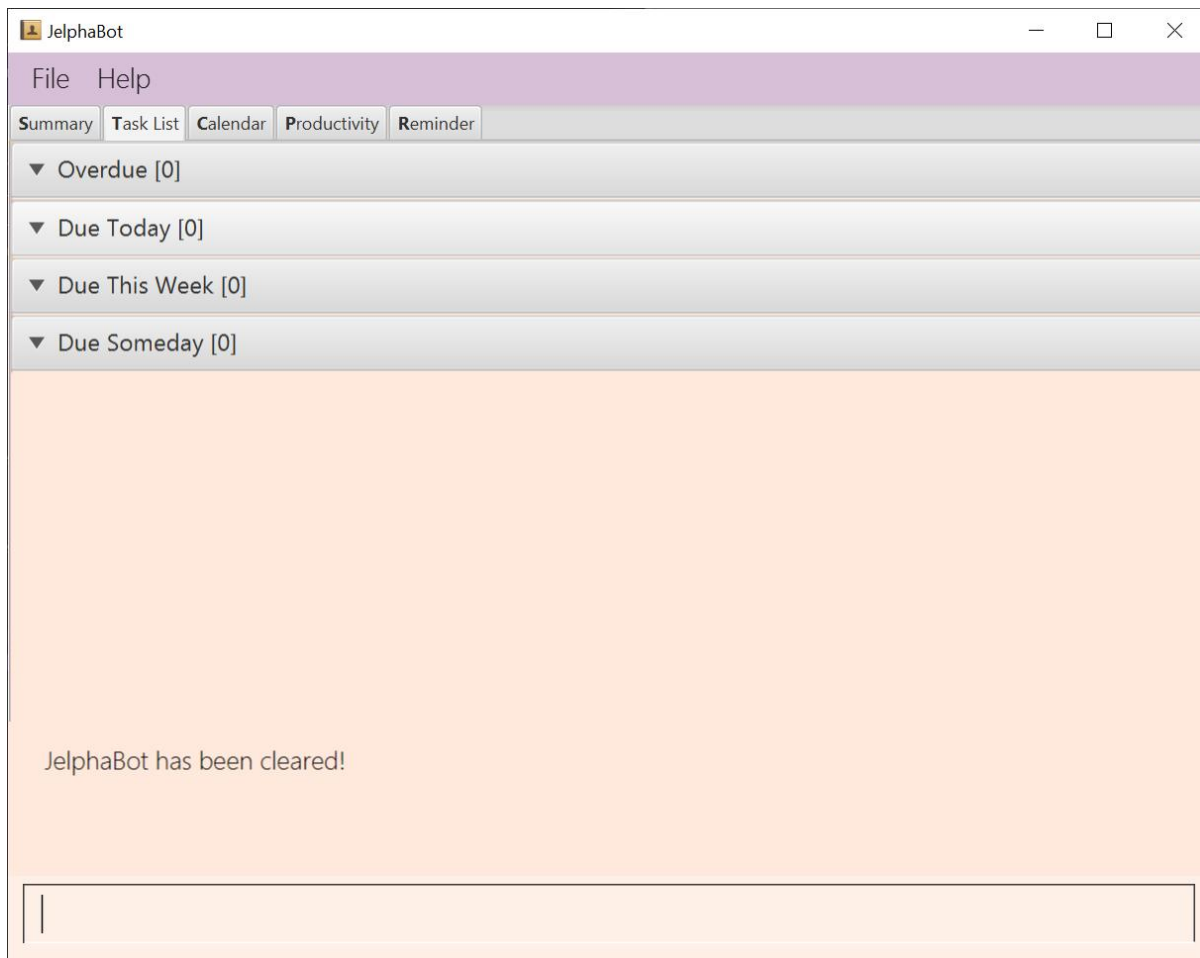 JelphaBot
File Help
Summary Task List Calendar Productivity Reminder
Overdue [0]
Due Today [0]
Due This Week [0]
Due Someday [0]
JelphaBot has been cleared!